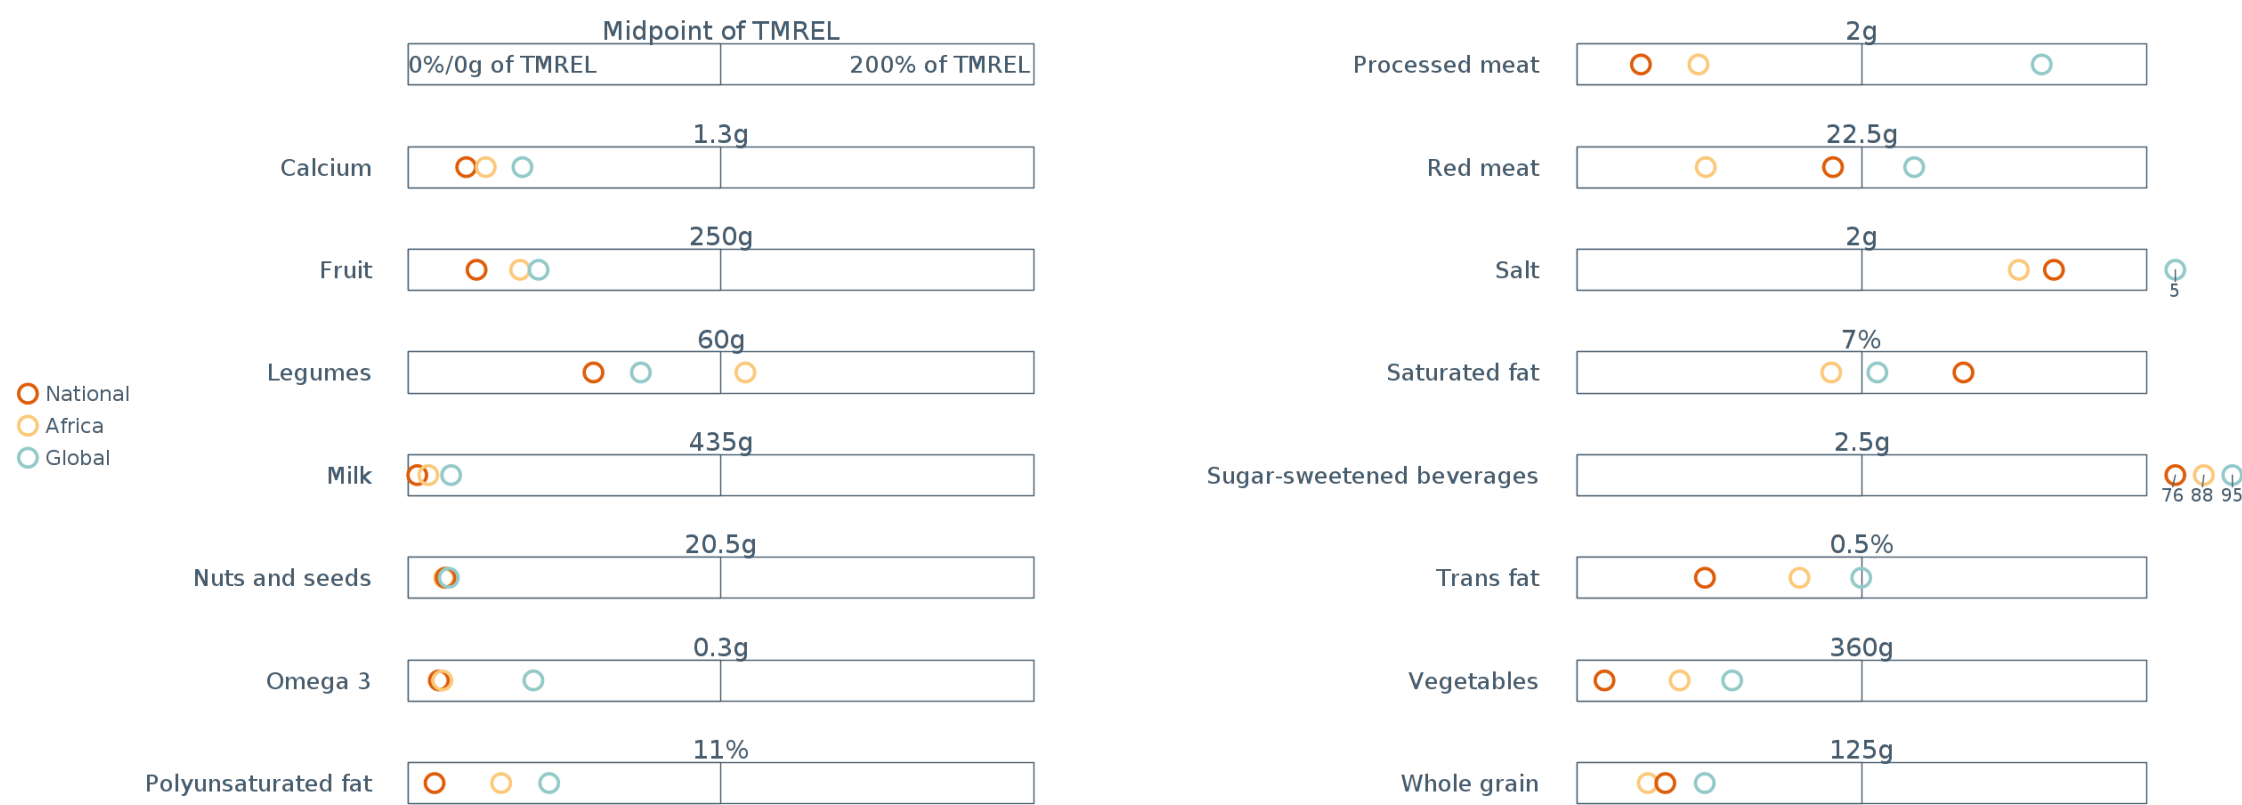 Midpoint of TMREL
0%/0g of TMREL 200% of TMREL
1.3g
Calcium
250g
Fruit
60g
Legumes
435g
Milk
20.5g
Nuts and seeds
0.3g
Omega 3
11%
Polyunsaturated fat
National
Africa
Global
2g
Processed meat
22.5g
Red meat
2g
Salt
5
7%
Saturated fat
2.5g
Sugar-sweetened beverages
76 88 95
0.5%
Trans fat
360g
Vegetables
125g
Whole grain